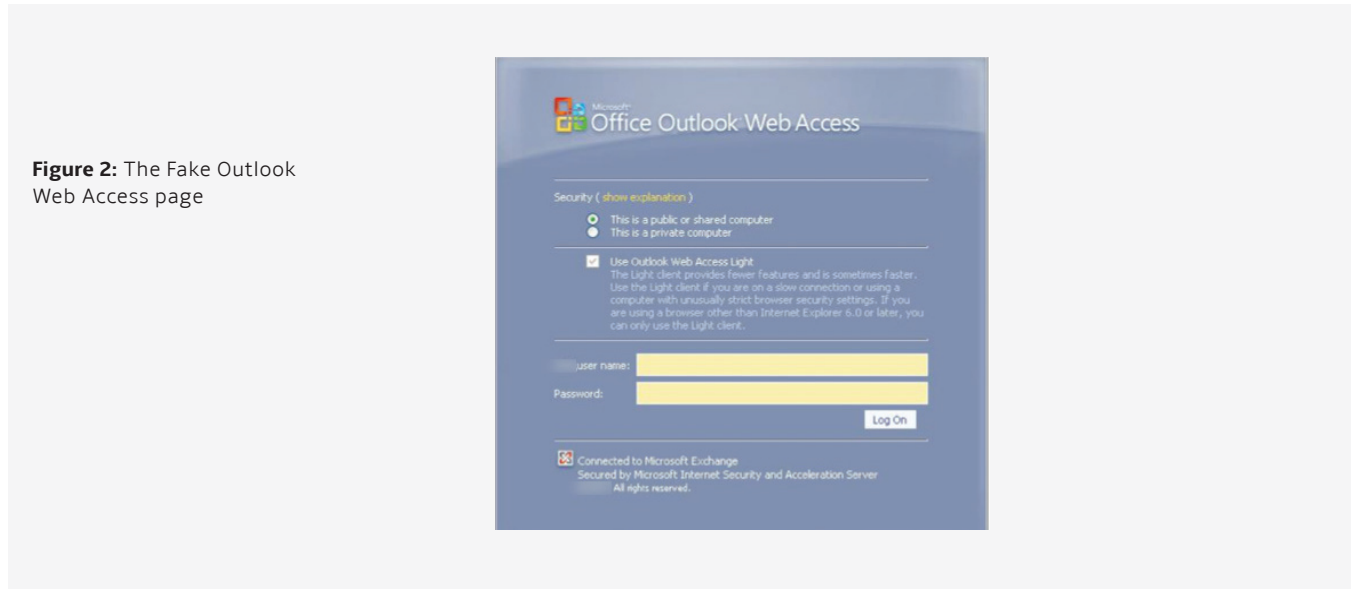 Figure 2: The Fake Outlook
Web Access page
Microsoft®
Office Outlook Web Access
Security ( show explanation )
This is a public or shared computer
This is a private computer
Use Outlook Web Access Light
The Light client provides fewer features and is sometimes faster.
Use the Light client if you are on a slow connection or using a
computer with unusually strict browser security settings. If you
are using a browser other than Internet Explorer 6.0 or later, you
can only use the Light client.
user name:
Password:
Log On
Connected to Microsoft Exchange
Secured by Microsoft Internet Security and Acceleration Server
All rights reserved.